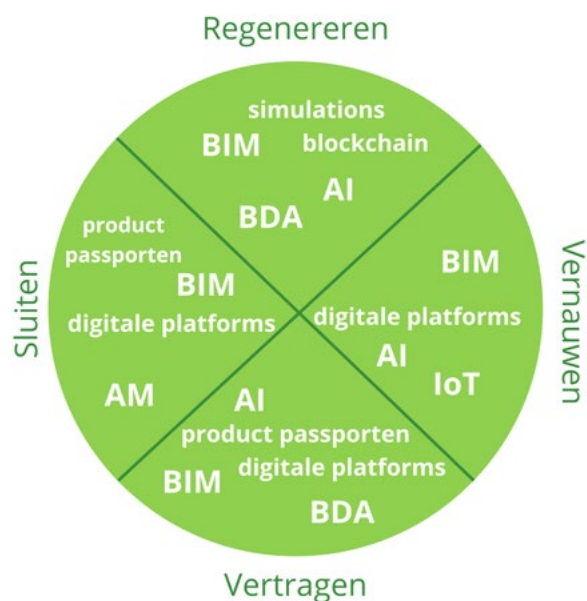 Regenereren
simulations
BIM
blockchain
AI
BDA
Sluiten
product
passporten
BIM
digitale platforms
AM
Vernauwen
BIM
digitale platforms
AI
IoT
AI
product passporten
digitale platforms
BIM
BDA
Vertragen